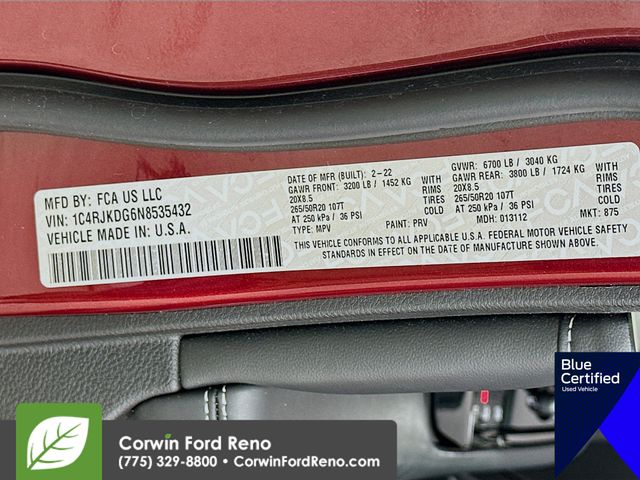 MFD BY: FCA US LLC
VIN: 1C4RJKDG6N8535432
VEHICLE MADE IN: U.S.A.
DATE OF MFR (BUILT): 2-22 GVWR: 6700 LB / 3040 KG
GAWR FRONT: 3200 LB / 1452 KG WITH GAWR REAR: 3800 LB / 1724 KG WITH
20X8.5 RIMS 20X8.5 RIMS
265/50R20 107T TIRES 265/50R20 107T TIRES
AT 250 kPa / 36 PSI AT 250 kPa / 36 PSI
TYPE: MPV PAINT: PRV MDH: 013112 MKT: 875
THIS VEHICLE CONFORMS TO ALL APPLICABLE U.S.A. FEDERAL MOTOR VEHICLE SAFETY
STANDARDS IN EFFECT ON THE DATE OF MANUFACTURE SHOWN ABOVE.
Blue
Certified
Used Vehicle
Corwin Ford Reno
(775) 329-8800 • CorwinFordReno.com